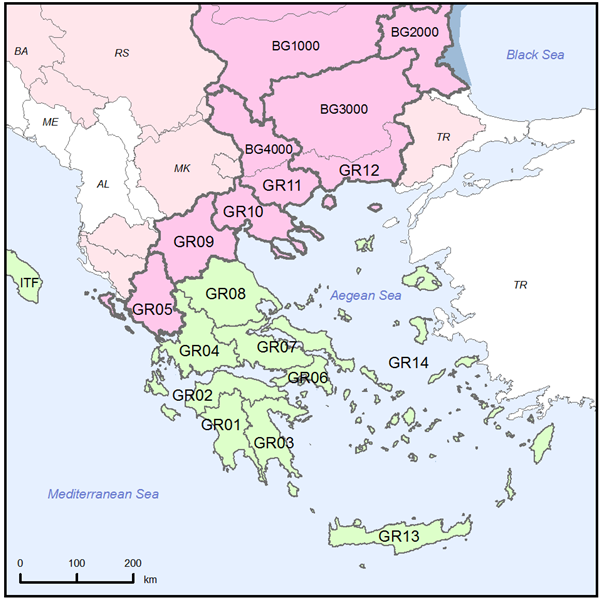 BG2000
BG1000
BA
RS
Black Sea
BG3000
ME
TR
BG4000
MK
GR12
AL
GR11
GR10
GR09
ITF
TR
GR08
Aegean Sea
GR05
GR07
GR04
GR14
GR06
GR02
GR01
GR03
Mediterranean Sea
GR13
0 100 200
km